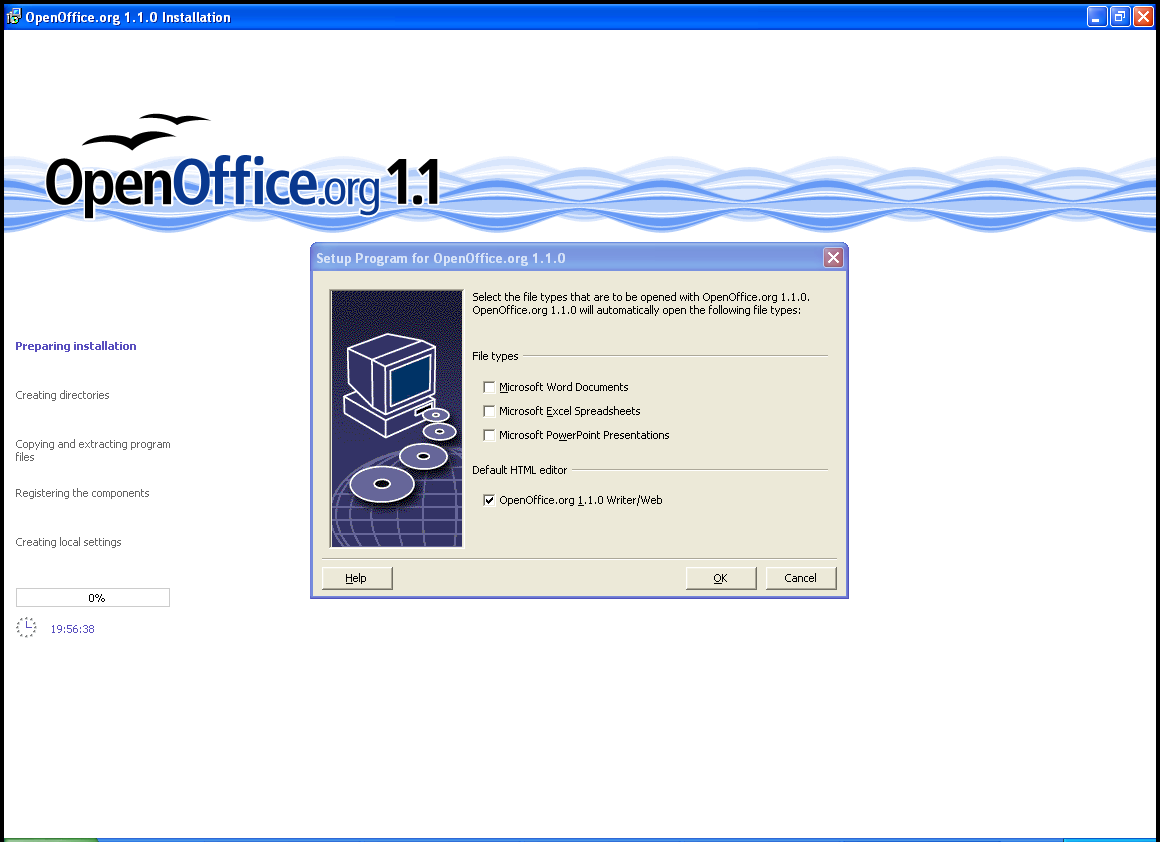 OpenOffice.org 1.1.0 Installation
OpenOffice.org 1.1
Setup Program for OpenOffice.org 1.1.0
Select the file types that are to be opened with OpenOffice.org 1.1.0.
OpenOffice.org 1.1.0 will automatically open the following file types:
File types
Microsoft Word Documents
Microsoft Excel Spreadsheets
Microsoft PowerPoint Presentations
Default HTML editor
OpenOffice.org 1.1.0 Writer/Web
Help
OK
Cancel
Preparing installation
Creating directories
Copying and extracting program
files
Registering the components
Creating local settings
0%
19:56:38